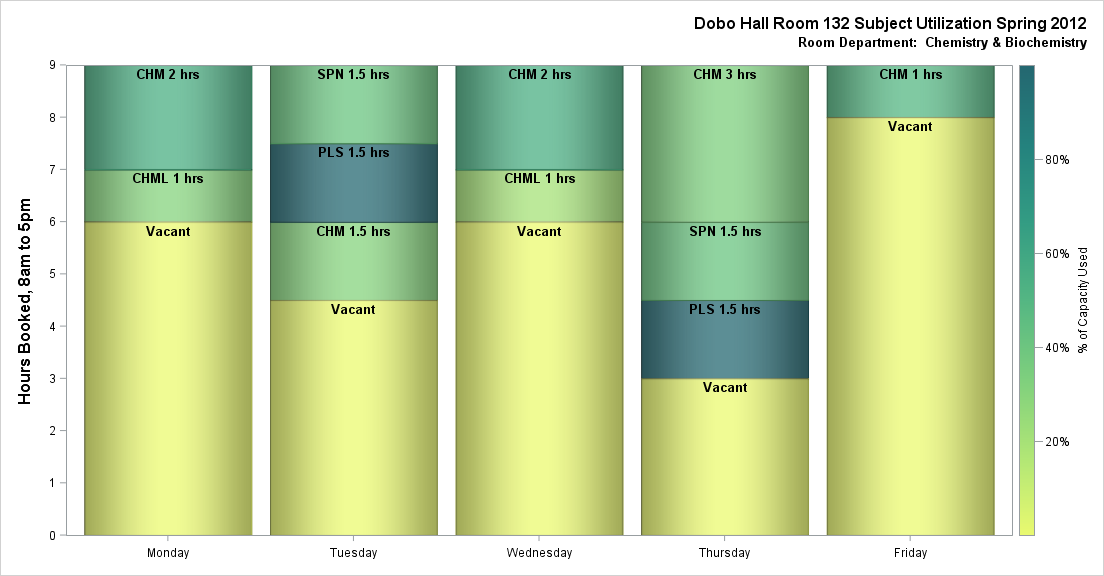 Dobo Hall Room 132 Subject Utilization Spring 2012
Room Department:  Chemistry & Biochemistry
Hours Booked, 8am to 5pm
9
8
7
6
5
4
3
2
1
0
CHM 2 hrs
CHML 1 hrs
Vacant
SPN 1.5 hrs
PLS 1.5 hrs
CHM 1.5 hrs
Vacant
CHM 2 hrs
CHML 1 hrs
Vacant
CHM 3 hrs
SPN 1.5 hrs
PLS 1.5 hrs
Vacant
CHM 1 hrs
Vacant
Monday
Tuesday
Wednesday
Thursday
Friday
80%
60%
40%
20%
% of Capacity Used